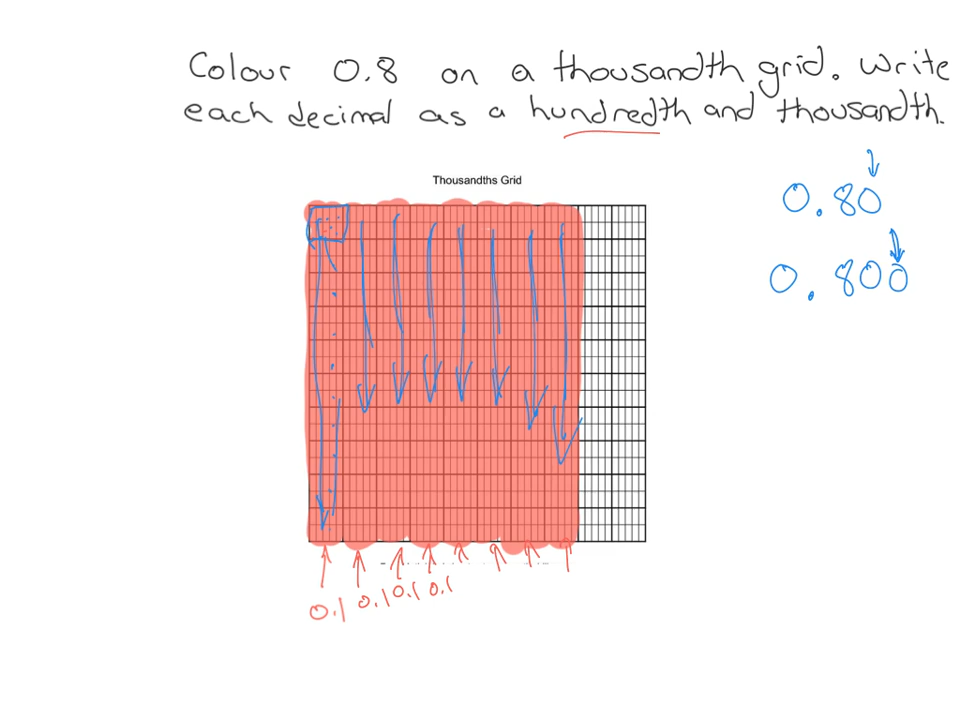 Colour 0.8 on a thousandth grid. Write
each decimal as a hundredth and thousandth.
Thousandths Grid
0.80
0.800
0.1 0.1 0.1 0.1